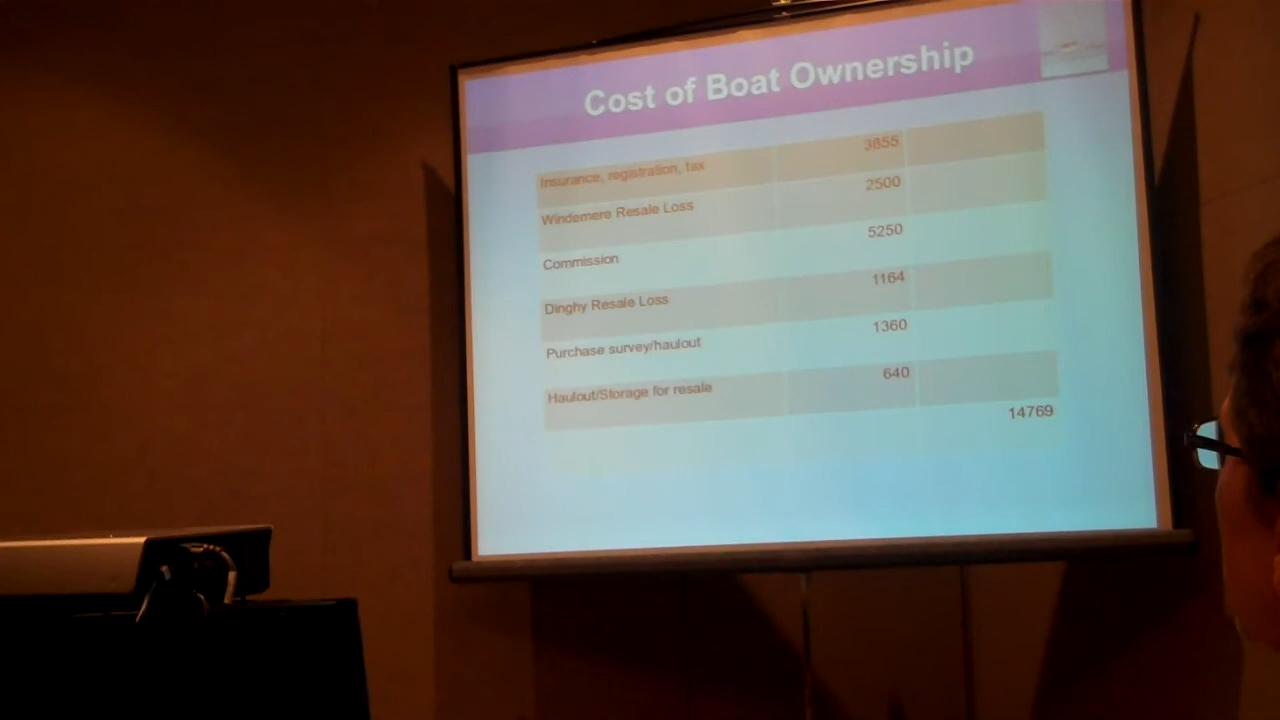 Cost of Boat Ownership
Insurance, registration, tax 3855
Windemere Resale Loss 2500
Commission 5250
Dinghy Resale Loss 1164
Purchase survey/haulout 1360
Haulout/Storage for resale 640
14769